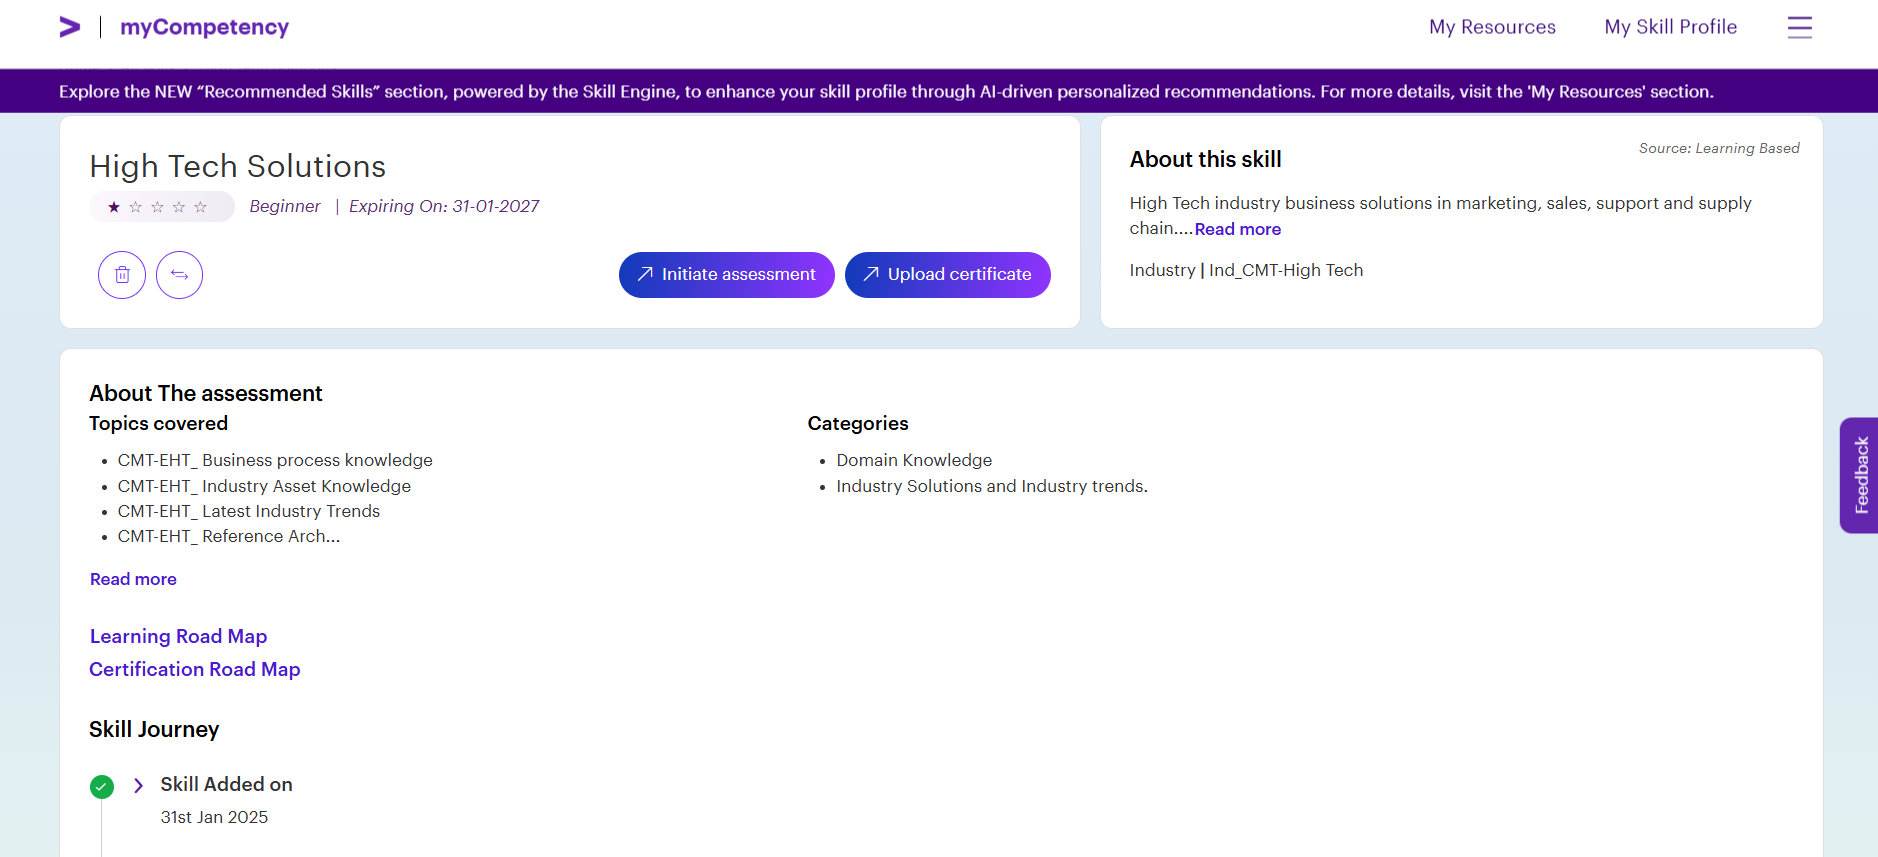 myCompetency
My Resources
My Skill Profile
Explore the NEW “Recommended Skills” section, powered by the Skill Engine, to enhance your skill profile through AI-driven personalized recommendations. For more details, visit the 'My Resources' section.
High Tech Solutions
Beginner | Expiring On: 31-01-2027
Initiate assessment
Upload certificate
About this skill
Source: Learning Based
High Tech industry business solutions in marketing, sales, support and supply
chain....Read more
Industry | Ind_CMT-High Tech
About The assessment
Topics covered
• CMT-EHT_ Business process knowledge
• CMT-EHT_ Industry Asset Knowledge
• CMT-EHT_ Latest Industry Trends
• CMT-EHT_ Reference Arch...
Read more
Categories
• Domain Knowledge
• Industry Solutions and Industry trends.
Learning Road Map
Certification Road Map
Skill Journey
Skill Added on
31st Jan 2025
Feedback